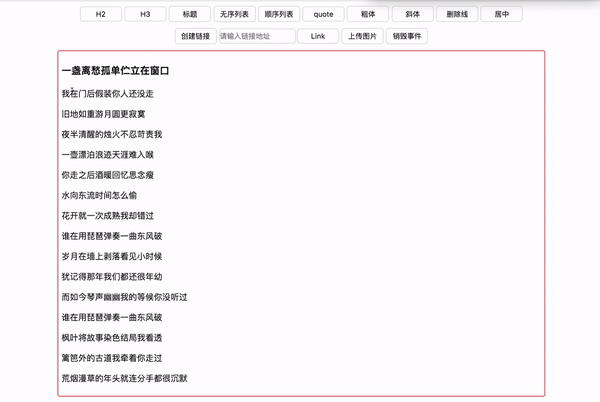 H2 H3 标题 无序列表 顺序列表 quote 粗体 斜体 删除线 居中
创建链接 请输入链接地址 Link 上传图片 销毁事件
一盏离愁孤单伫立在窗口
我在门后假装你人还没走
旧地如重游月圆更寂寞
夜半清醒的烛火不忍苛责我
一壶漂泊浪迹天涯难入喉
你走之后酒暖回忆思念瘦
水向东流时间怎么偷
花开就一次成熟我却错过
谁在用琵琶弹奏一曲东风破
岁月在墙上剥落看见小时候
犹记得那年我们都还很年幼
而如今琴声幽幽我的等候你没听过
谁在用琵琶弹奏一曲东风破
枫叶将故事染色结局我看透
篱笆外的古道我牵着你走过
荒烟漫草的年头就连分手都很沉默